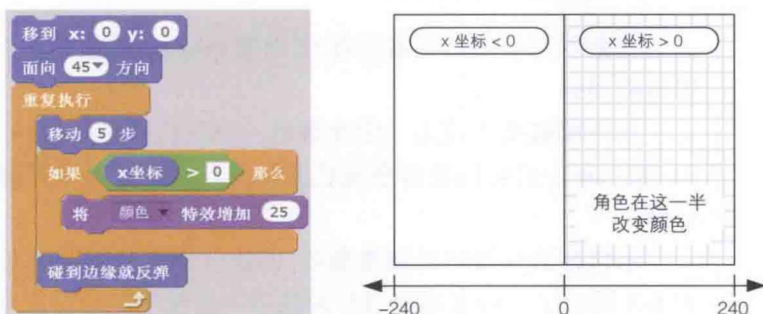 移到 x: 0 y: 0
面向 45 方向
重复执行
移动 5 步
如果 x坐标 > 0 那么
将 颜色 特效增加 25
碰到边缘就反弹
x 坐标 < 0
x 坐标 > 0
角色在这一半
改变颜色
-240
0
240